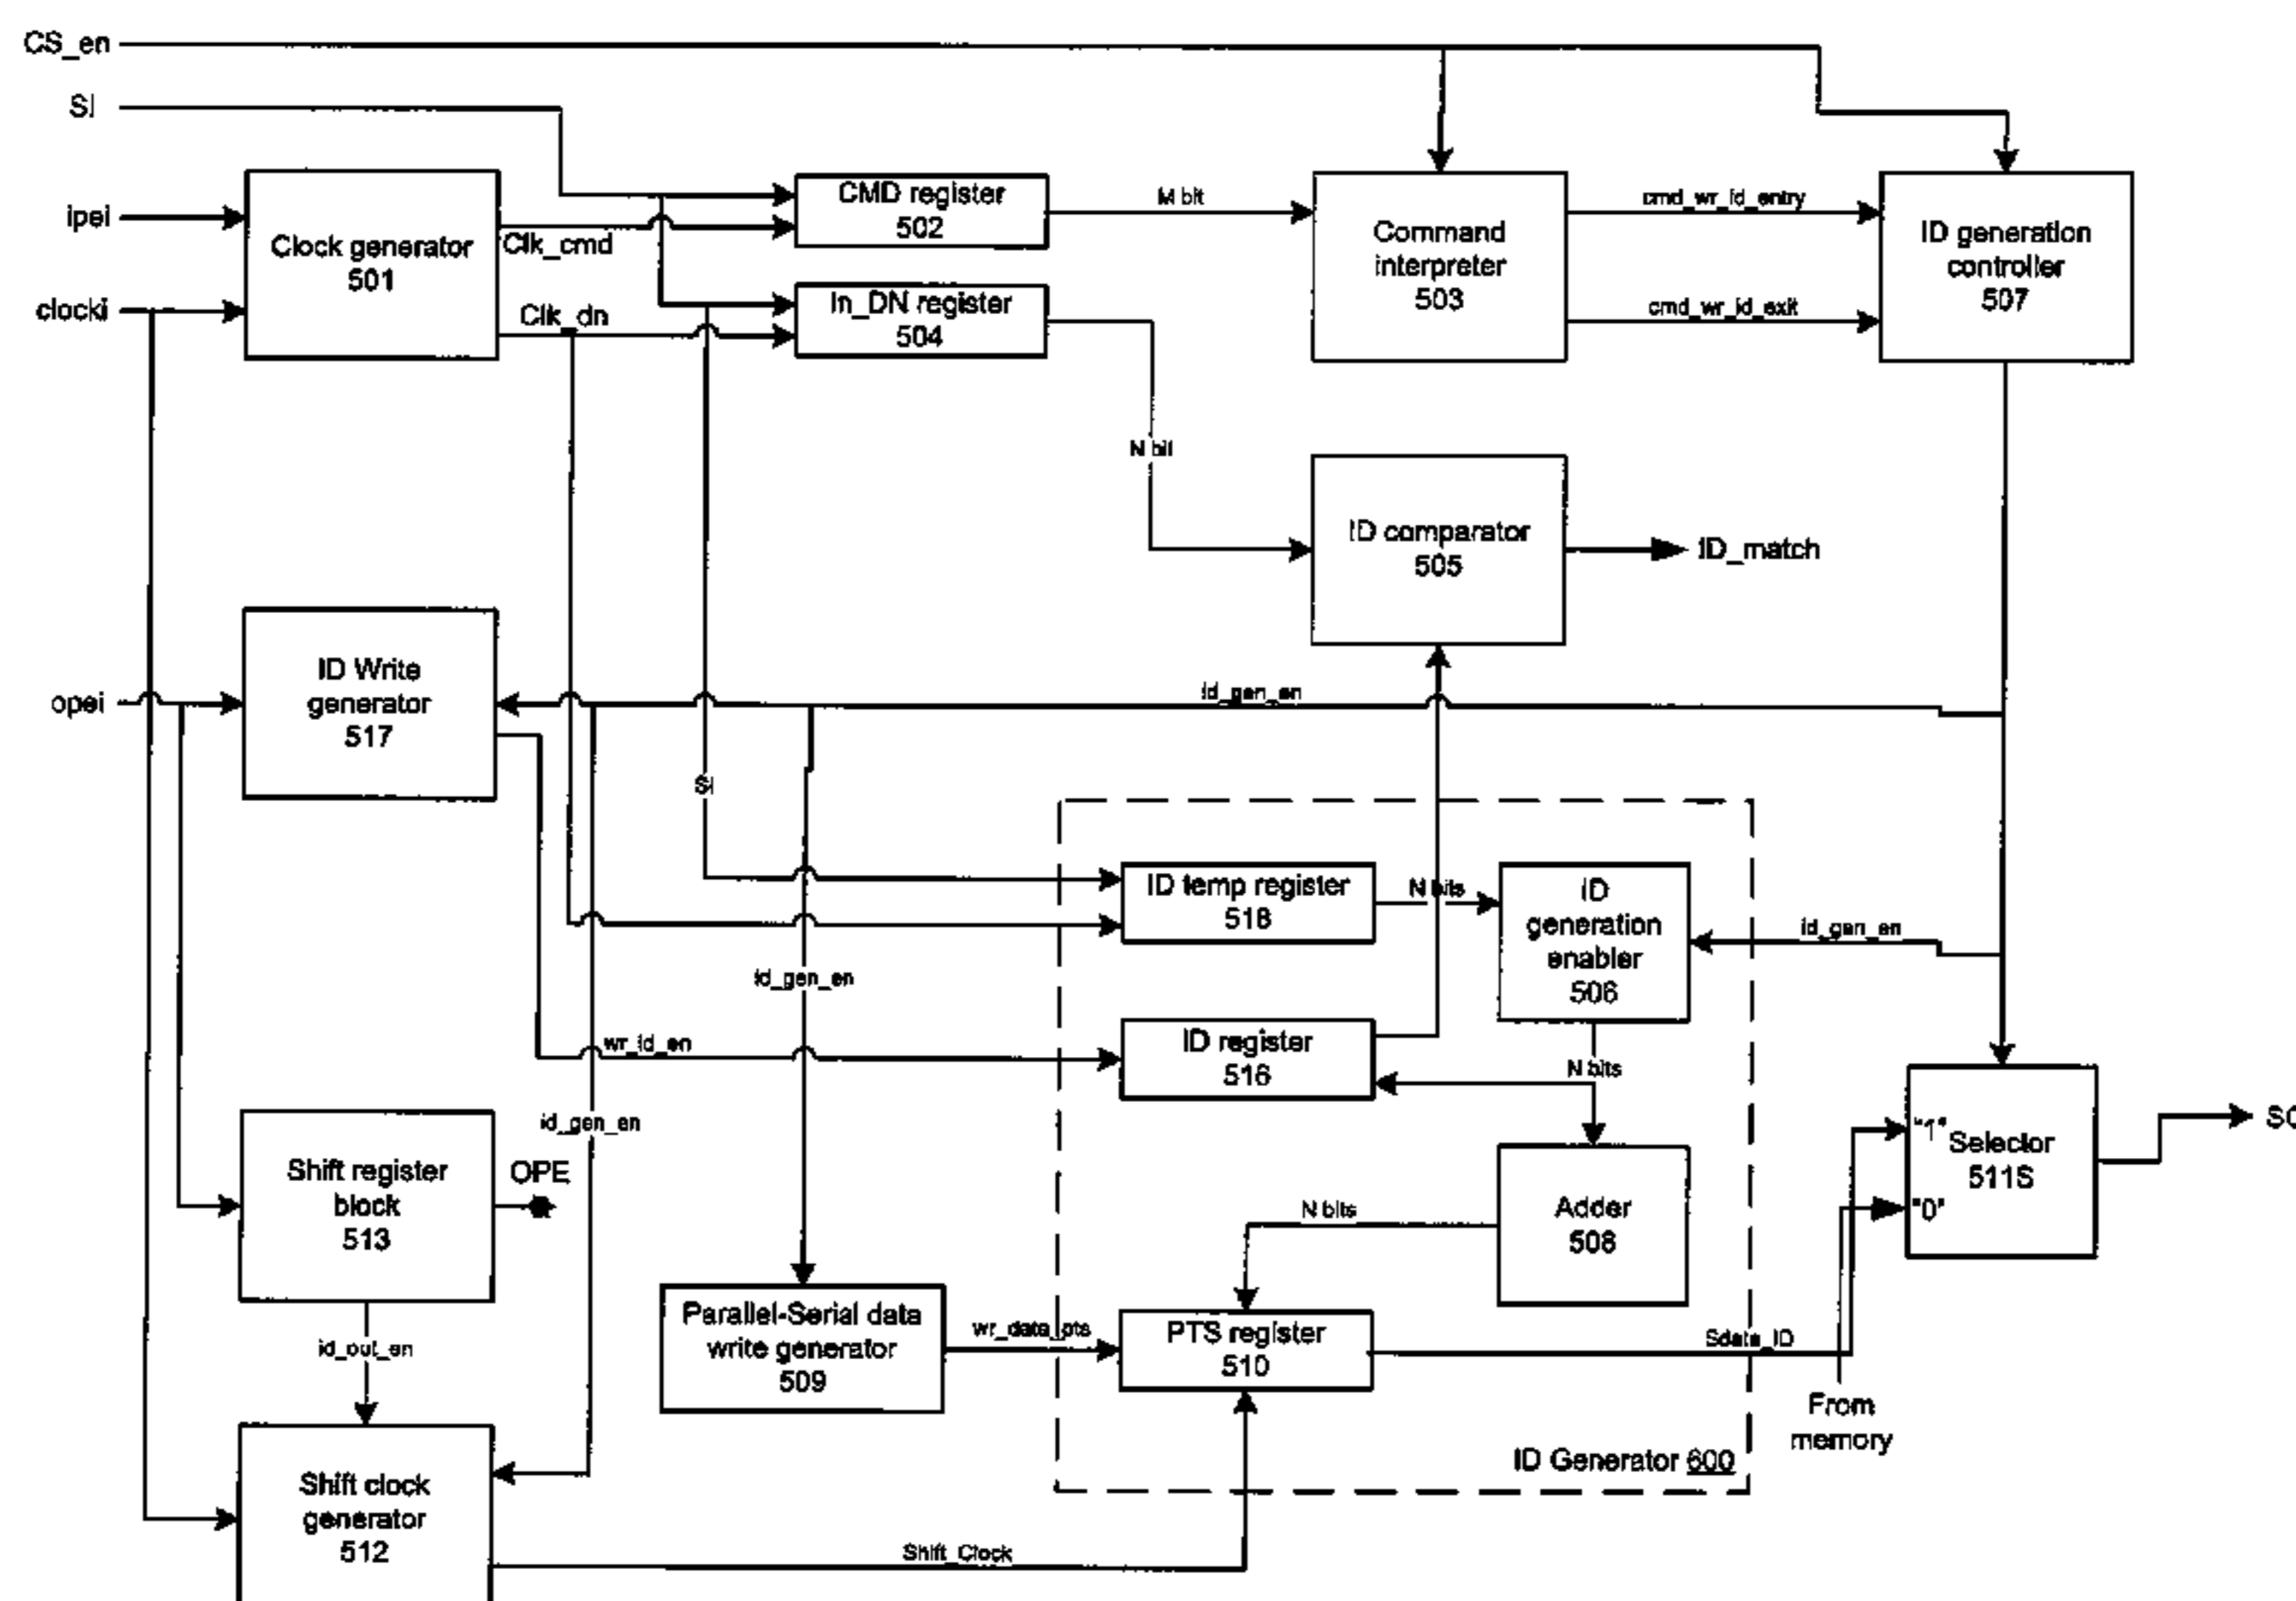 CS_en
SI
ipei
clocki
Clock generator
501
Clk_cmd
Clk_dn
CMD register
502
M bit
In_DN register
504
Command
interpreter
503
cmd_wr_id_entry
cmd_wr_id_exit
ID generation
controller
507
N bit
ID comparator
505
ID_match
opei
ID Write
generator
517
id_gen_en
SI
ID temp register
518
N bits
ID
generation
enabler
506
id_gen_en
id_gen_en
wr_id_en
ID register
516
N bits
id_gen_en
Shift register
block
513
OPE
"1"
Selector
511S
"0"
SO
Adder
508
N bits
id_out_en
Parallel-Serial data
write generator
509
wr_data_pts
PTS register
510
Sdata_ID
From
memory
ID Generator 600
Shift clock
generator
512
Shift_Clock